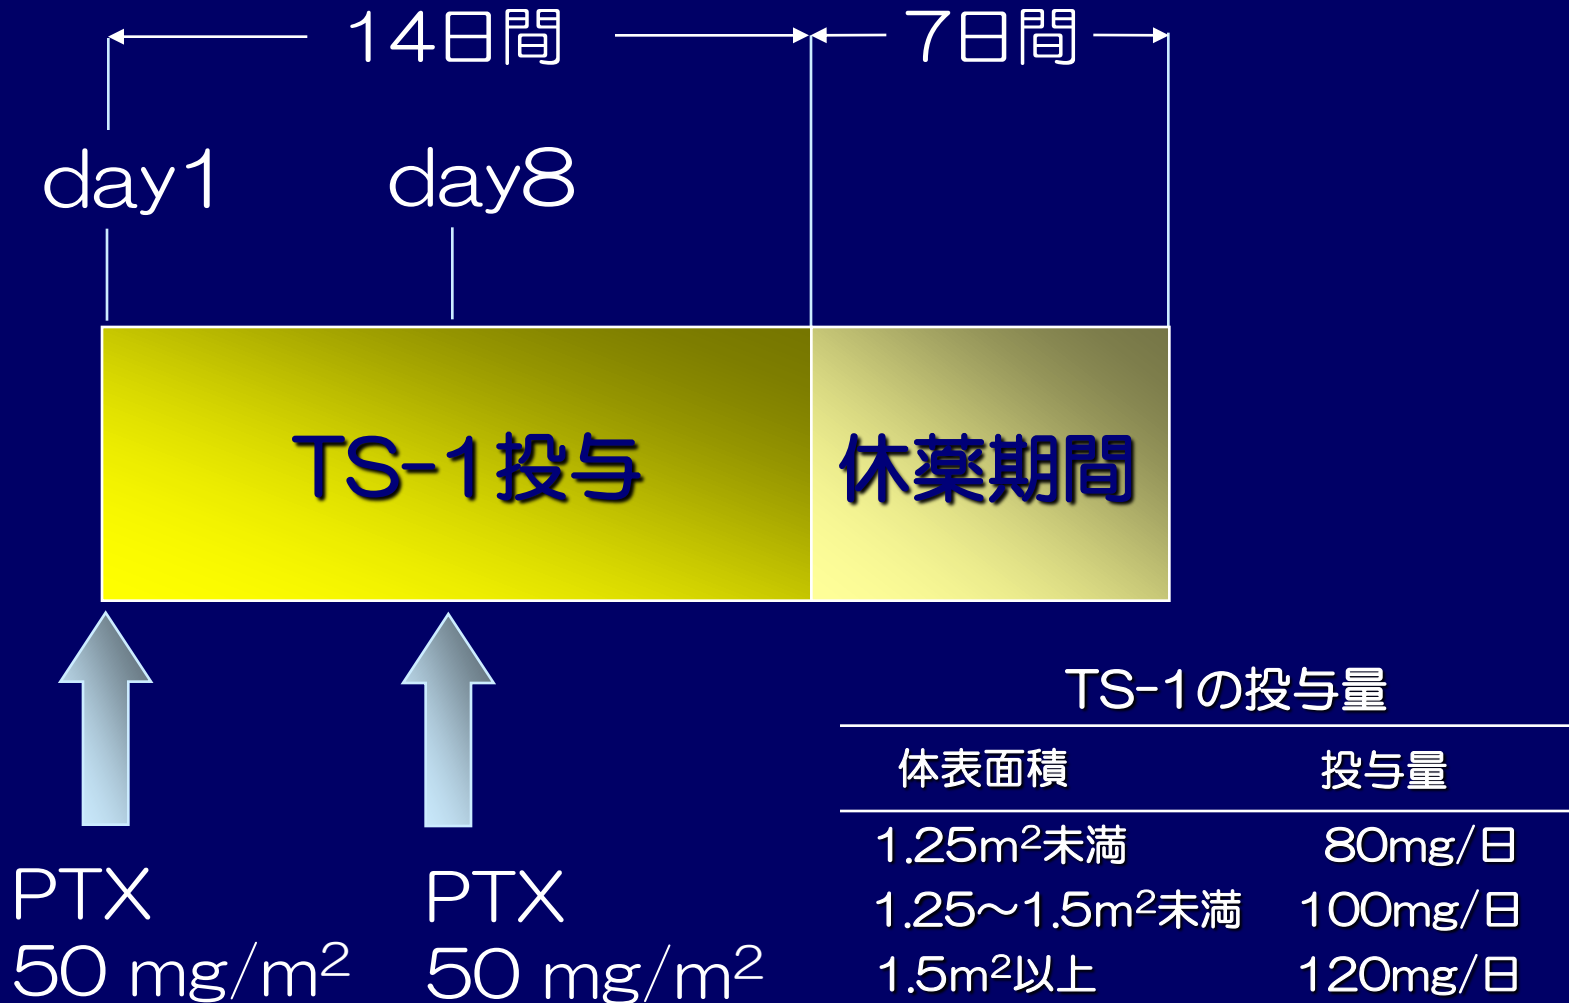 14日間 7日間
day1 day8
TS-1投与 休薬期間
TS-1の投与量
体表面積 投与量
1.25m²未満 80mg/日
1.25～1.5m²未満 100mg/日
1.5m²以上 120mg/日
PTX
50 mg/m²
PTX
50 mg/m²